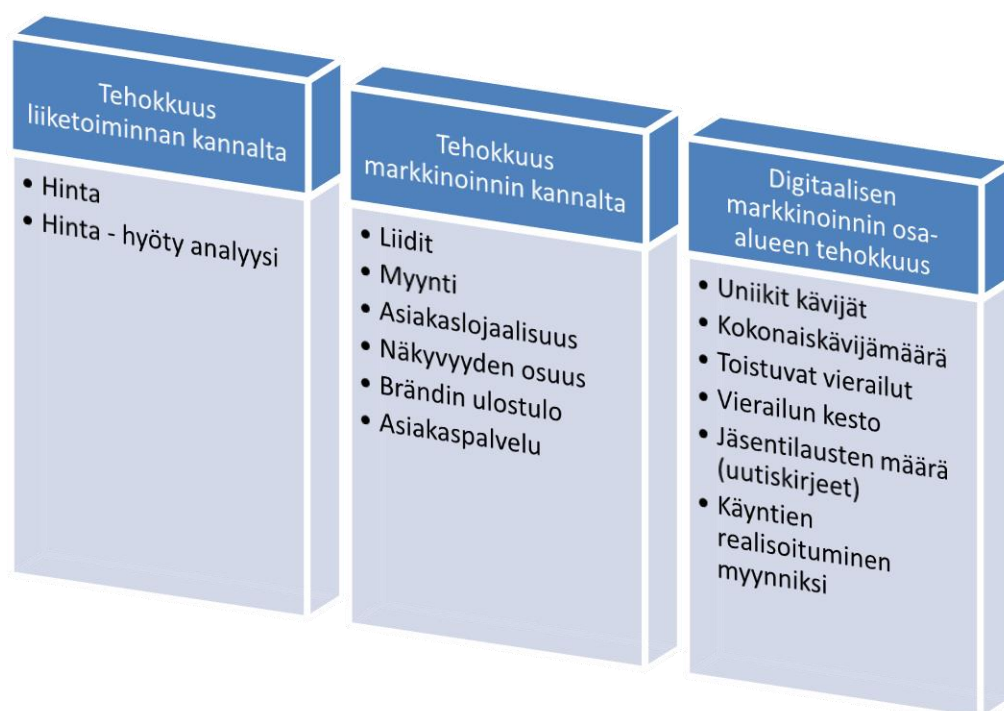 Tehokkuus
liiketoiminnan kannalta
• Hinta
• Hinta - hyöty analyysi
Tehokkuus
markkinoinnin kannalta
• Liidit
• Myynti
• Asiakaslojaalisuus
• Näkyvyyden osuus
• Brändin ulostulo
• Asiakaspalvelu
Digitaalisen
markkinoinnin osa-
alueen tehokkuus
• Uniikit kävijät
• Kokonaiskävijämäärä
• Toistuvat vierailut
• Vierailun kesto
• Jäsentilausten määrä
(uutiskirjeet)
• Käyntien
realisoituminen
myynniksi